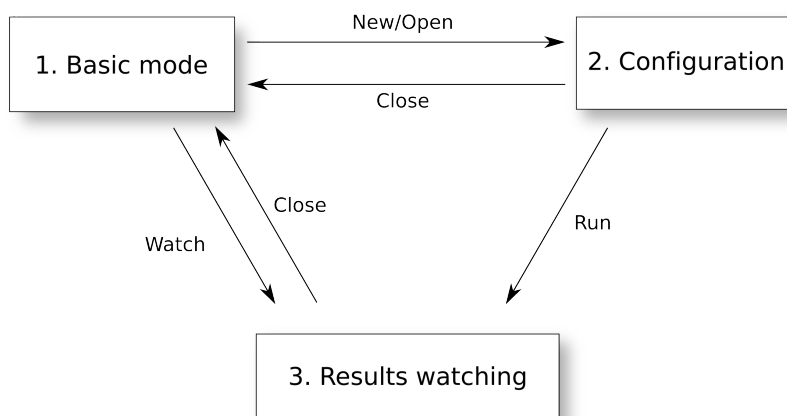 New/Open
1. Basic mode
2. Configuration
Close
Close
Watch
Run
3. Results watching